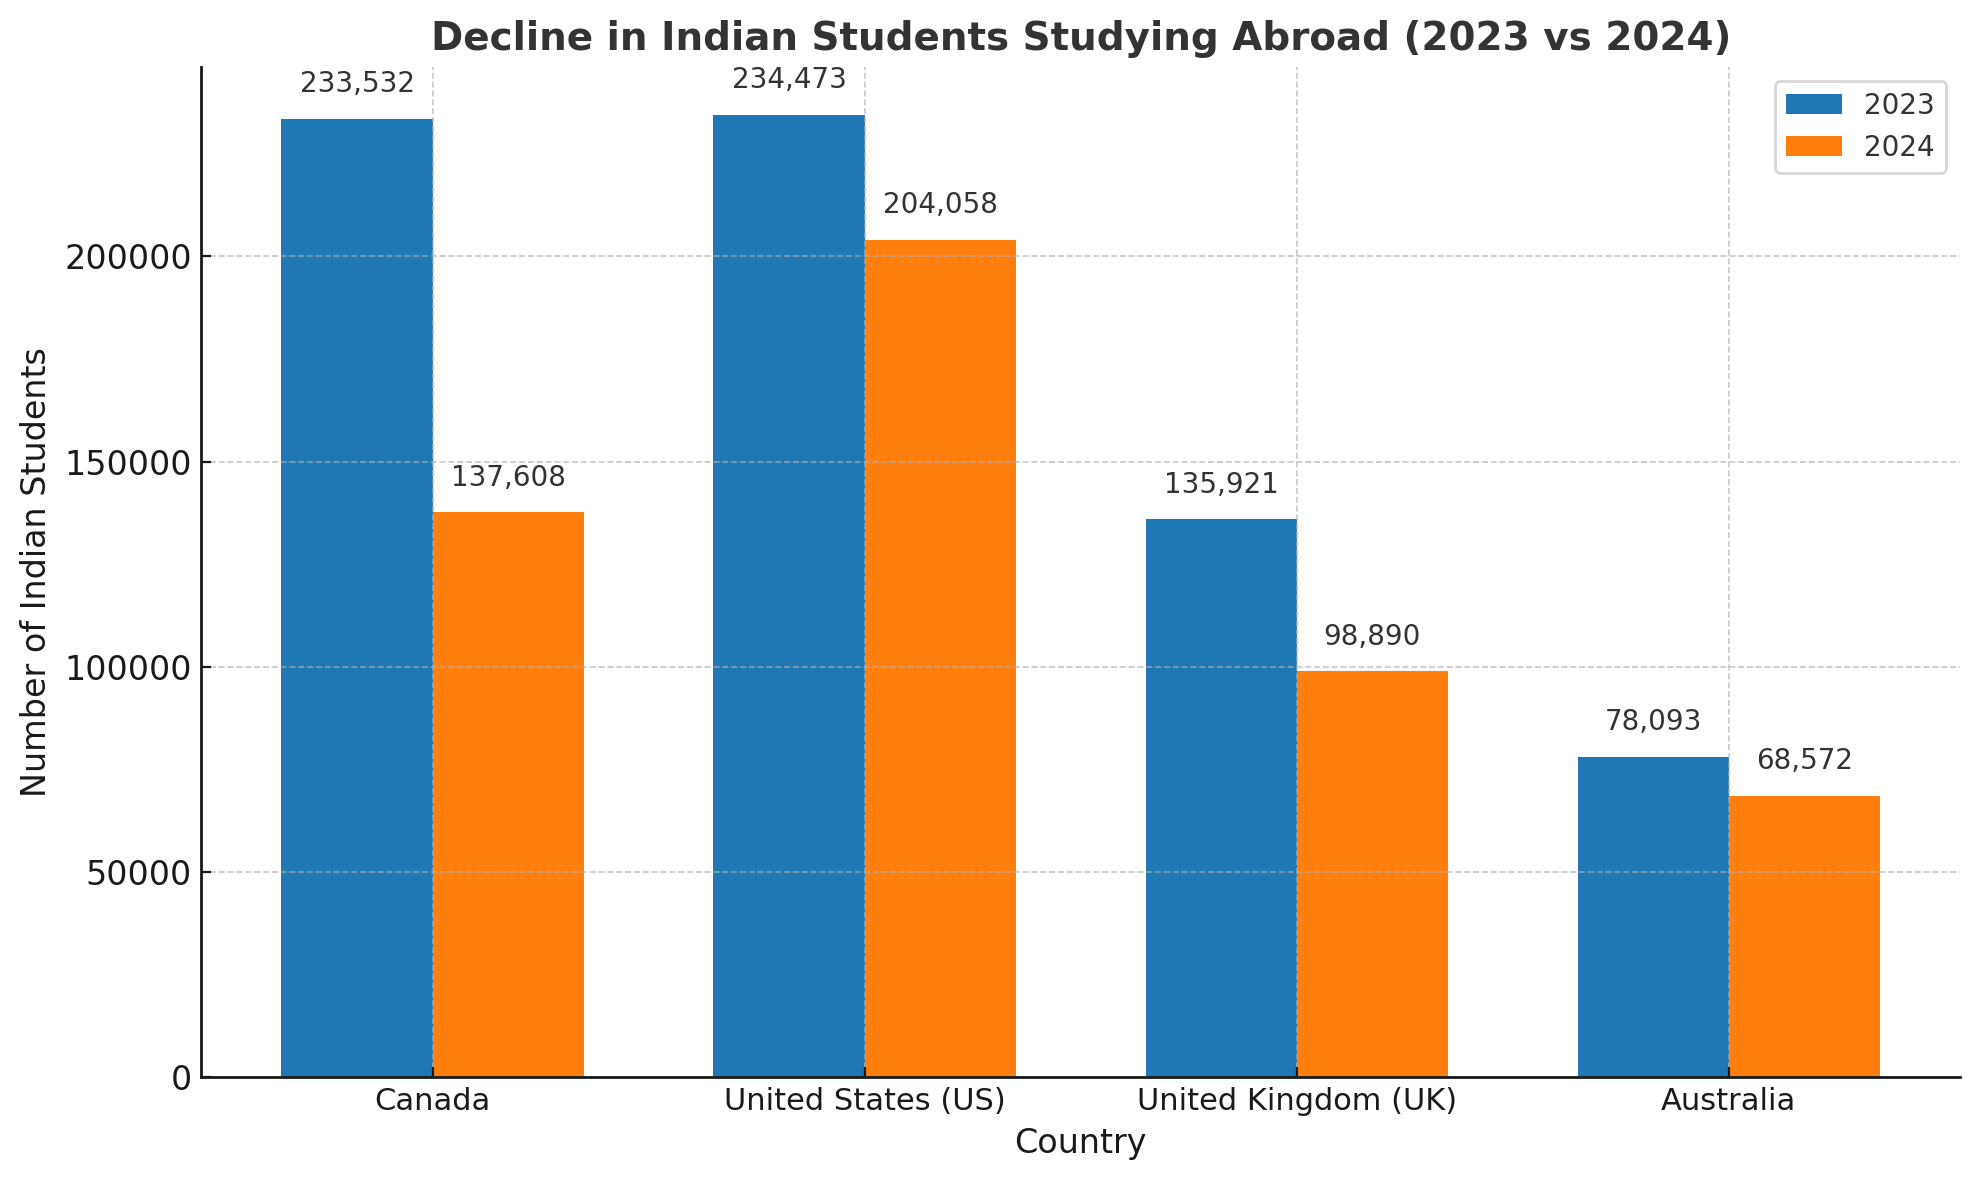 Decline in Indian Students Studying Abroad (2023 vs 2024)
233,532
234,473
2023
2024
204,058
200000
150000
137,608
135,921
100000
98,890
78,093
68,572
50000
0
Number of Indian Students
Canada
United States (US)
United Kingdom (UK)
Australia
Country